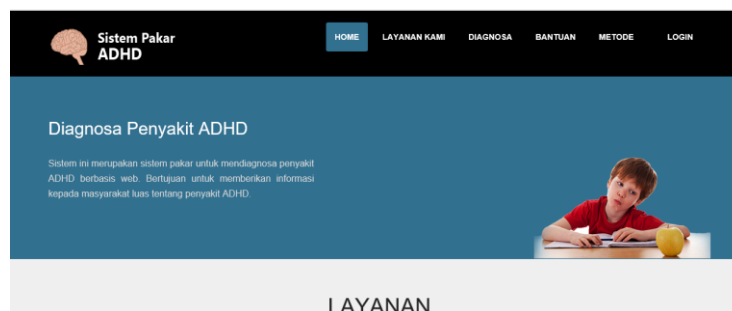 Sistem Pakar
ADHD
HOME LAYANAN KAMI DIAGNOSA BANTUAN METODE LOGIN
Diagnosa Penyakit ADHD
Sistem ini merupakan sistem pakar untuk mendiagnosa penyakit
ADHD berbasis web. Bertujuan untuk memberikan informasi
kepada masyarakat luas tentang penyakit ADHD.
LAYANAN